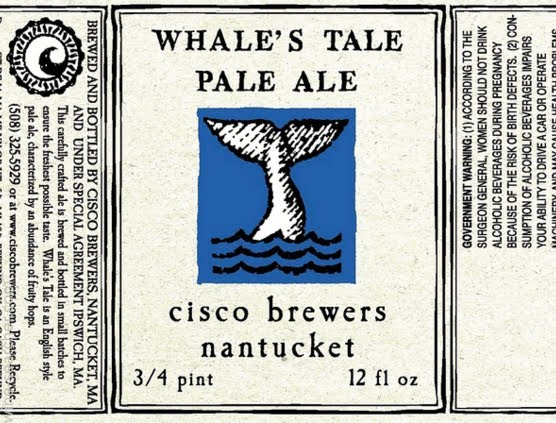 BREWED AND BOTTLED BY CISCO BREWERS, NANTUCKET, MA
AND UNDER SPECIAL AGREEMENT IPSWICH, MA.
This carefully crafted ale is brewed and bottled in small batches to
ensure the freshest possible taste. Whale's Tale is an English style
pale ale, characterized by an abundance of fruity hops.
(508) 325-5929 or at www.ciscobrewers.com. Please Recycle.
WHALE'S TALE
PALE ALE
cisco brewers
nantucket
3/4 pint 12 fl oz
GOVERNMENT WARNING: (1) ACCORDING TO THE
SURGEON GENERAL, WOMEN SHOULD NOT DRINK
ALCOHOLIC BEVERAGES DURING PREGNANCY
BECAUSE OF THE RISK OF BIRTH DEFECTS. (2) CON-
SUMPTION OF ALCOHOLIC BEVERAGES IMPAIRS
YOUR ABILITY TO DRIVE A CAR OR OPERATE